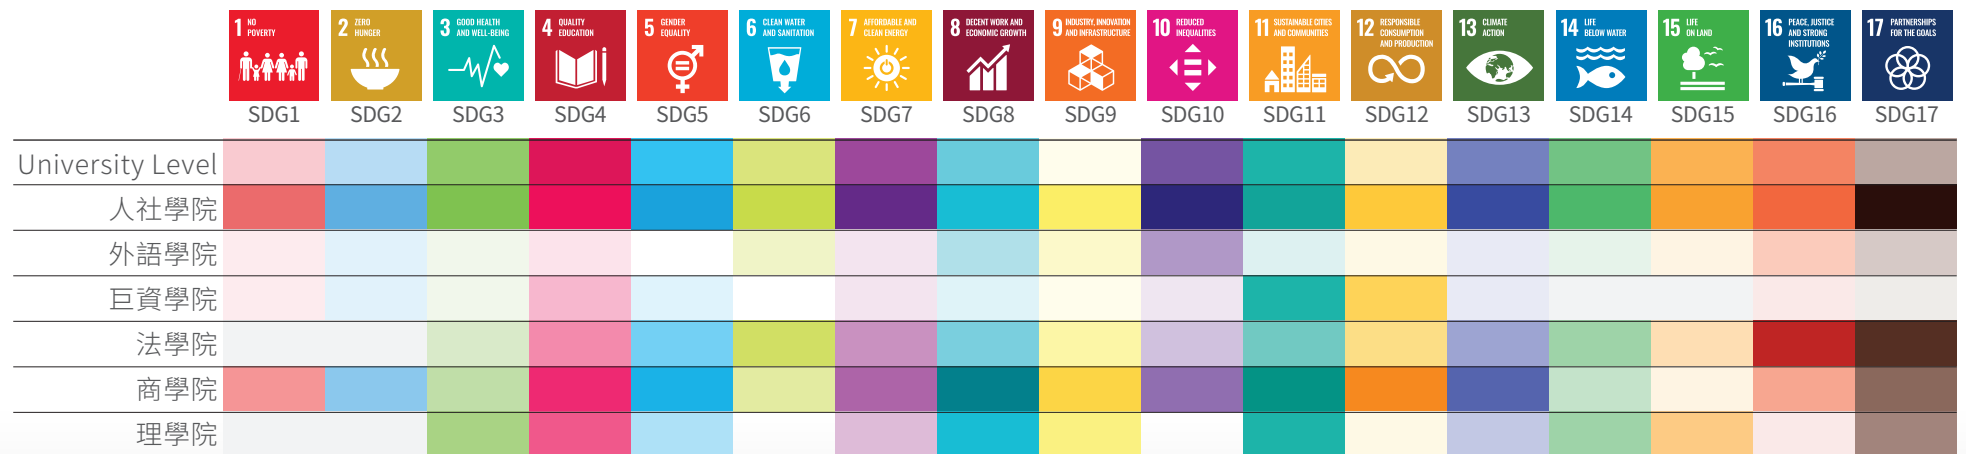 1 NO POVERTY
2 ZERO HUNGER
3 GOOD HEALTH AND WELL-BEING
4 QUALITY EDUCATION
5 GENDER EQUALITY
6 CLEAN WATER AND SANITATION
7 AFFORDABLE AND CLEAN ENERGY
8 DECENT WORK AND ECONOMIC GROWTH
9 INDUSTRY, INNOVATION AND INFRASTRUCTURE
10 REDUCED INEQUALITIES
11 SUSTAINABLE CITIES AND COMMUNITIES
12 RESPONSIBLE CONSUMPTION AND PRODUCTION
13 CLIMATE ACTION
14 LIFE BELOW WATER
15 LIFE ON LAND
16 PEACE, JUSTICE AND STRONG INSTITUTIONS
17 PARTNERSHIPS FOR THE GOALS
SDG1 SDG2 SDG3 SDG4 SDG5 SDG6 SDG7 SDG8 SDG9 SDG10 SDG11 SDG12 SDG13 SDG14 SDG15 SDG16 SDG17
University Level
人社學院
外語學院
巨資學院
法學院
商學院
理學院